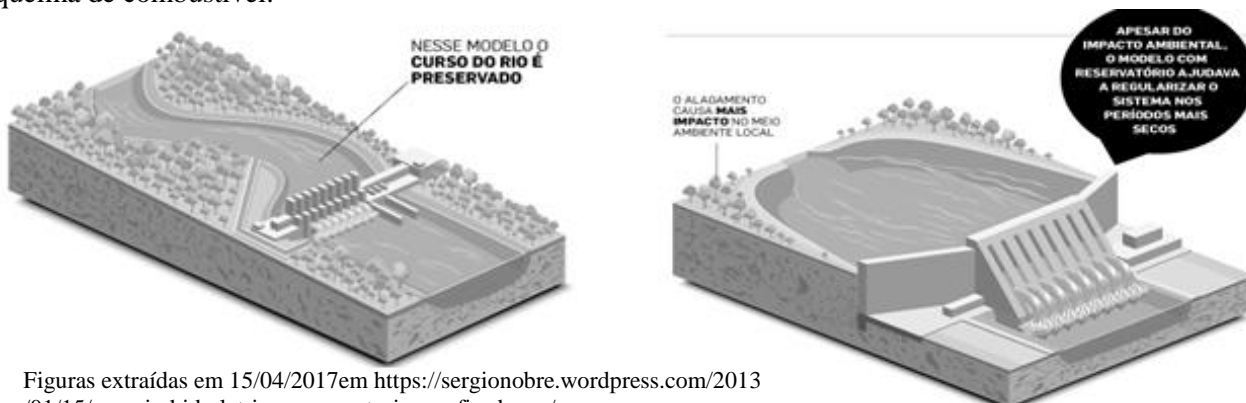 de combustível.
NESSE MODELO O
CURSO DO RIO É
PRESERVADO
O ALAGAMENTO
CAUSA MAIS
IMPACTO NO MEIO
AMBIENTE LOCAL
APESAR DO
IMPACTO AMBIENTAL,
O MODELO COM
RESERVATÓRIO AJUDAVA
A REGULARIZAR O
SISTEMA NOS
PERÍODOS MAIS
SECOS
Figuras extraídas em 15/04/2017em https://sergionobre.wordpress.com/2013